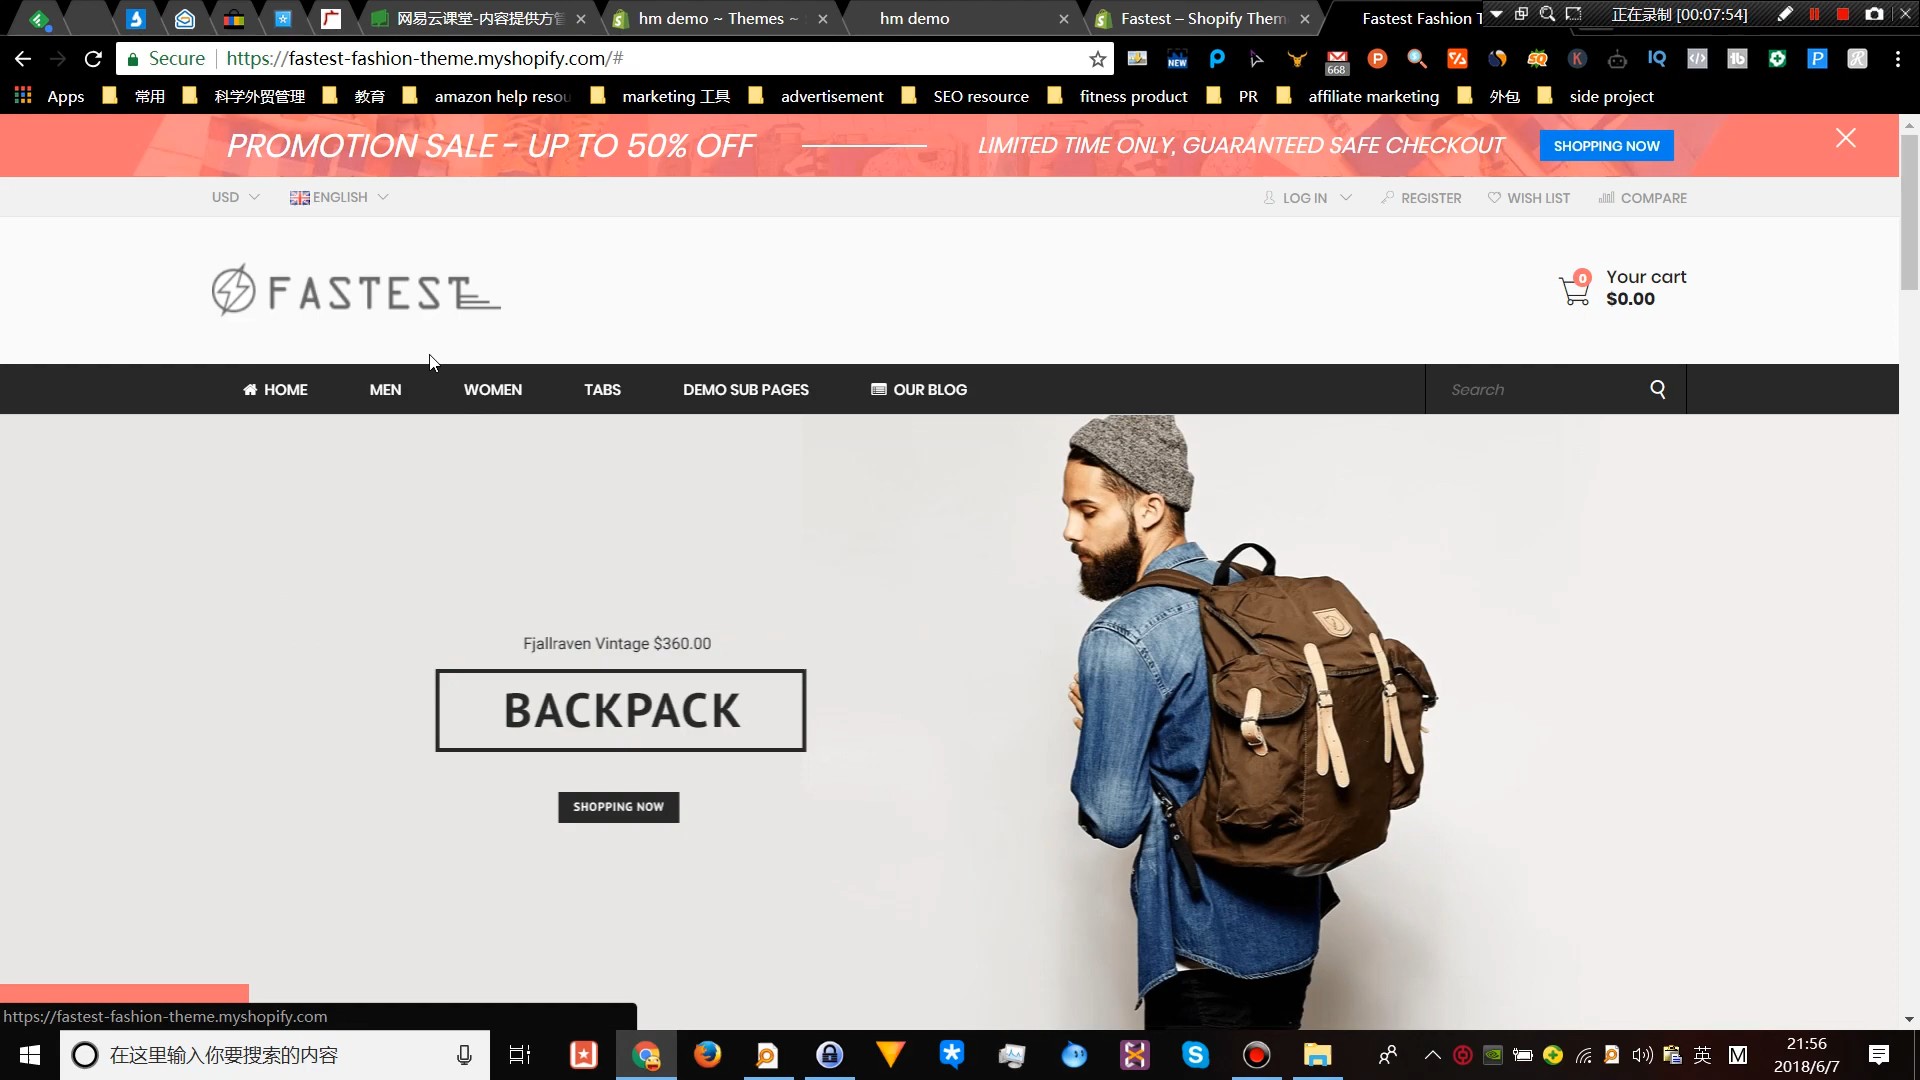 网易云课堂-内容提供方管
hm demo ~ Themes ~
hm demo
Fastest – Shopify Them
Fastest Fashion T
正在录制 [00:07:54]
Secure
https://fastest-fashion-theme.myshopify.com/#
NEW
668
IQ
Apps
常用
科学外贸管理
教育
amazon help resou
marketing 工具
advertisement
SEO resource
fitness product
PR
affiliate marketing
外包
side project
PROMOTION SALE - UP TO 50% OFF
LIMITED TIME ONLY, GUARANTEED SAFE CHECKOUT
SHOPPING NOW
USD
ENGLISH
LOG IN
REGISTER
WISH LIST
COMPARE
FASTEST
0
Your cart
$0.00
HOME
MEN
WOMEN
TABS
DEMO SUB PAGES
OUR BLOG
Search
Fjallraven Vintage $360.00
BACKPACK
SHOPPING NOW
https://fastest-fashion-theme.myshopify.com
在这里输入你要搜索的内容
英
M
21:56
2018/6/7